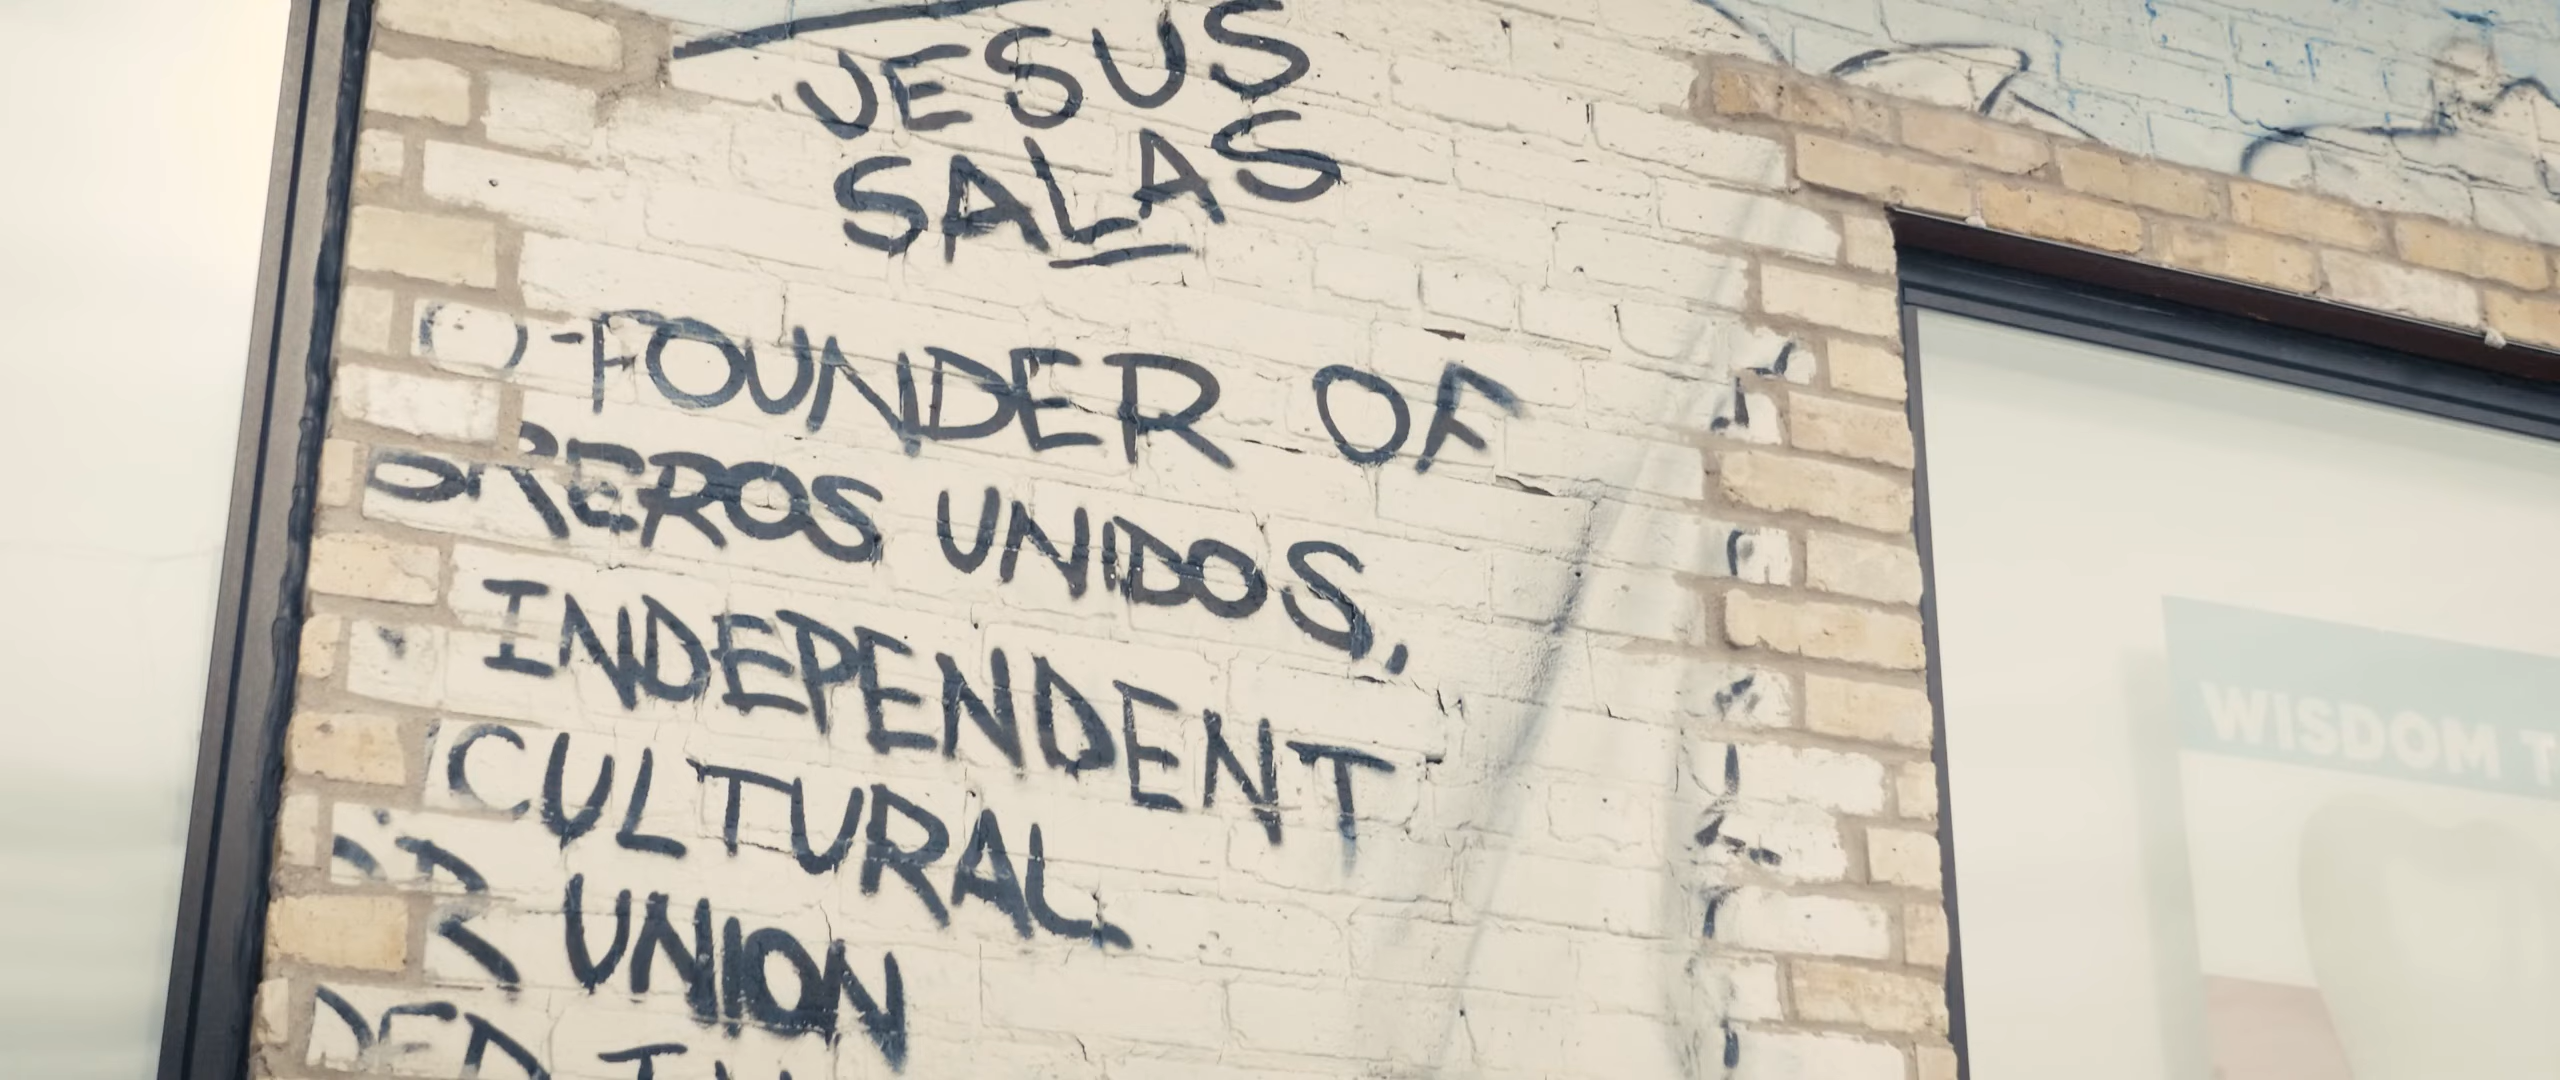 JESUS
SALAS
O-FOUNDER OF
BREROS UNIDOS,
INDEPENDENT
CULTURAL
UNION
WISDOM T